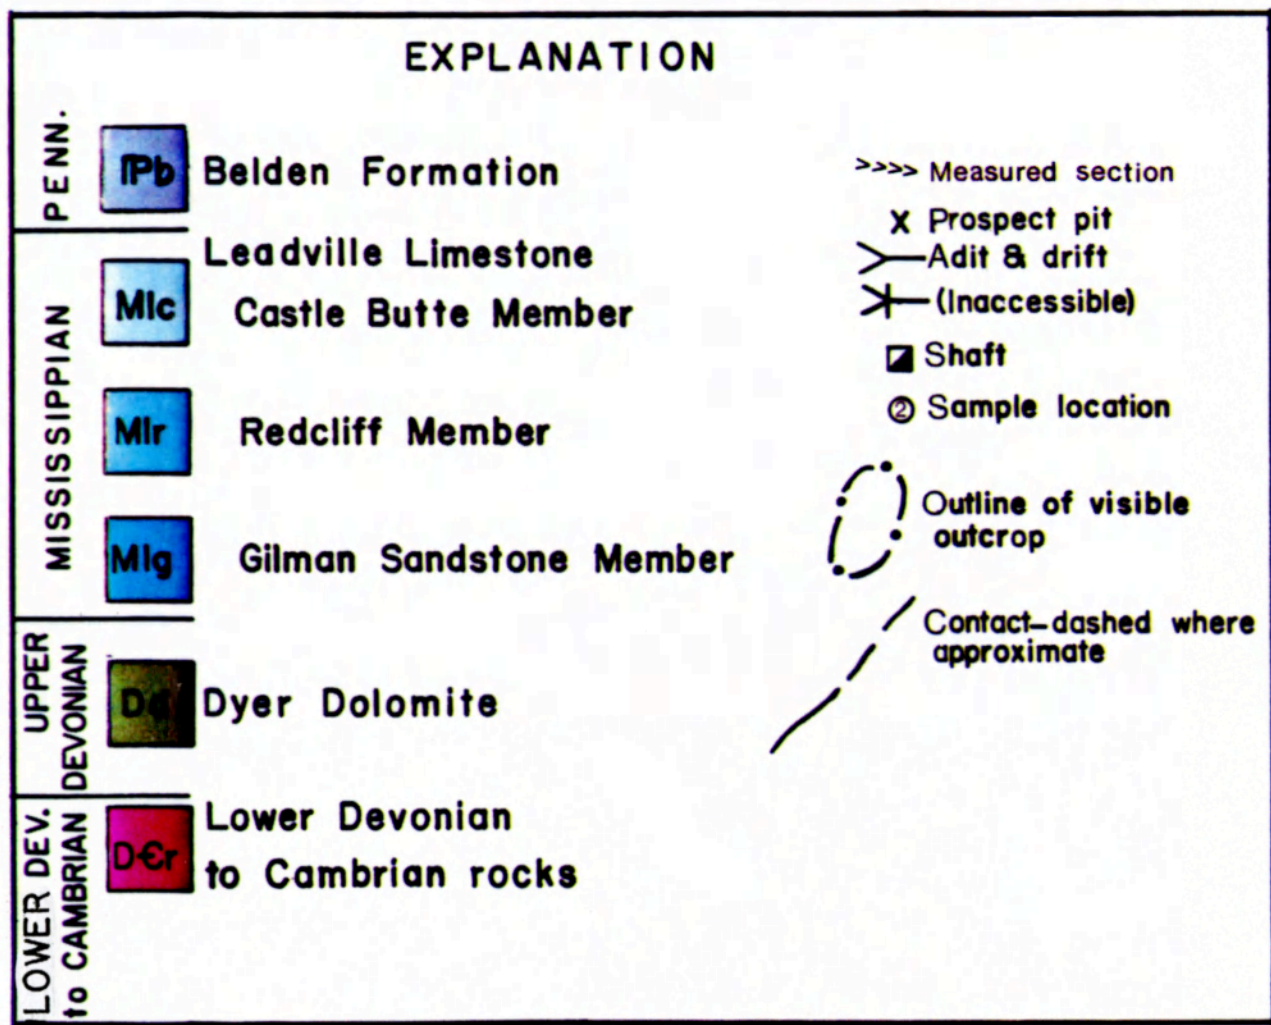 EXPLANATION
PENN.
ℙb Belden Formation
MISSISSIPPIAN
Leadville Limestone
Mlc Castle Butte Member
Mlr Redcliff Member
Mlg Gilman Sandstone Member
UPPER
DEVONIAN
Dd Dyer Dolomite
LOWER DEV.
to CAMBRIAN
D-Єr Lower Devonian
to Cambrian rocks
>>>> Measured section
X Prospect pit
Adit & drift
(Inaccessible)
Shaft
② Sample location
Outline of visible
outcrop
Contact–dashed where
approximate